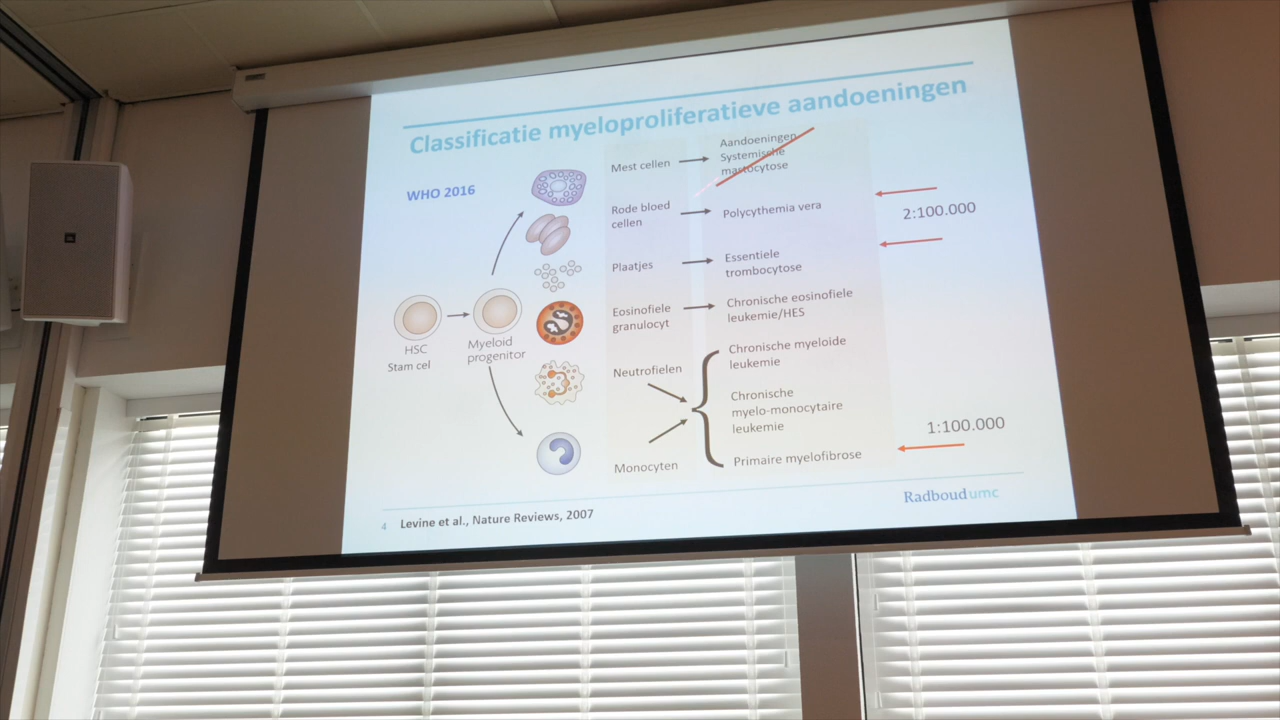 Classificatie myeloproliferatieve aandoeningen
WHO 2016
HSC
Stam cel
Myeloid
progenitor
Mest cellen
Aandoeningen
Systemische
mastocytose
Rode bloed
cellen
Polycythemia vera
2:100.000
Plaatjes
Essentiele
trombocytose
Eosinofiele
granulocyt
Chronische eosinofiele
leukemie/HES
Neutrofielen
Chronische myeloide
leukemie
Chronische
myelo-monocytaire
leukemie
Monocyten
Primaire myelofibrose
1:100.000
4 Levine et al., Nature Reviews, 2007
Radboudumc